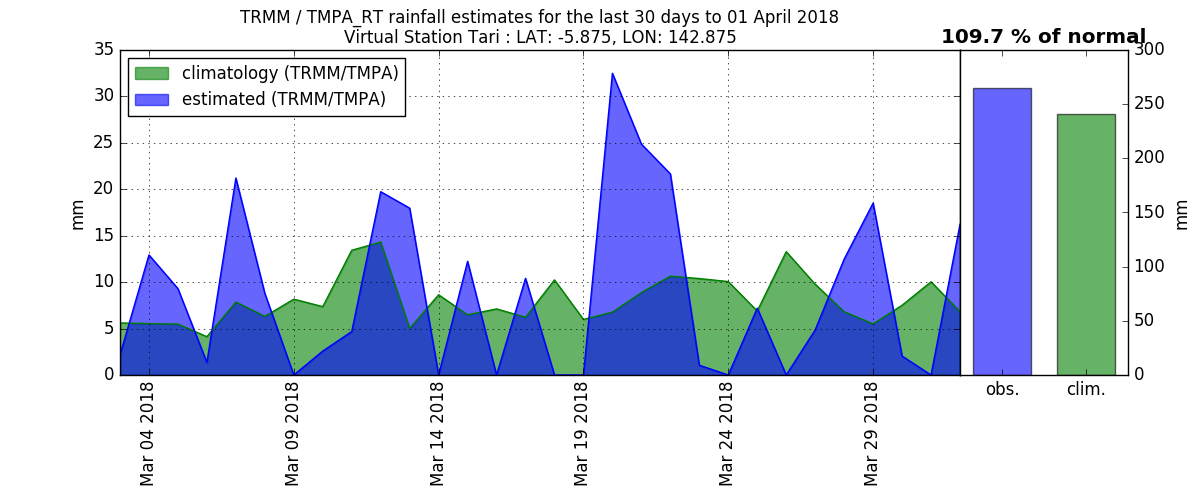 TRMM / TMPA_RT rainfall estimates for the last 30 days to 01 April 2018
Virtual Station Tari : LAT: -5.875, LON: 142.875
109.7 % of normal
climatology (TRMM/TMPA)
estimated (TRMM/TMPA)
35
30
25
20
15
10
5
0
mm
Mar 04 2018
Mar 09 2018
Mar 14 2018
Mar 19 2018
Mar 24 2018
Mar 29 2018
300
250
200
150
100
50
0
mm
obs.
clim.